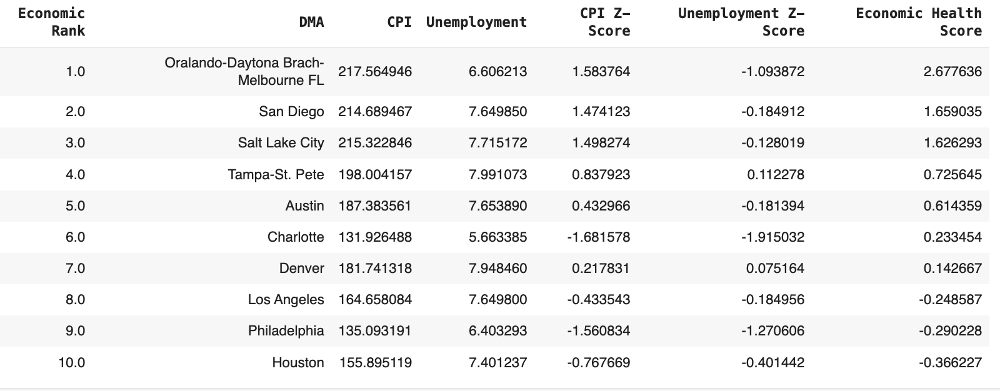 Economic Rank DMA CPI Unemployment CPI Z-Score Unemployment Z-Score Economic Health Score
1.0 Oralando-Daytona Brach-Melbourne FL 217.564946 6.606213 1.583764 -1.093872 2.677636
2.0 San Diego 214.689467 7.649850 1.474123 -0.184912 1.659035
3.0 Salt Lake City 215.322846 7.715172 1.498274 -0.128019 1.626293
4.0 Tampa-St. Pete 198.004157 7.991073 0.837923 0.112278 0.725645
5.0 Austin 187.383561 7.653890 0.432966 -0.181394 0.614359
6.0 Charlotte 131.926488 5.663385 -1.681578 -1.915032 0.233454
7.0 Denver 181.741318 7.948460 0.217831 0.075164 0.142667
8.0 Los Angeles 164.658084 7.649800 -0.433543 -0.184956 -0.248587
9.0 Philadelphia 135.093191 6.403293 -1.560834 -1.270606 -0.290228
10.0 Houston 155.895119 7.401237 -0.767669 -0.401442 -0.366227